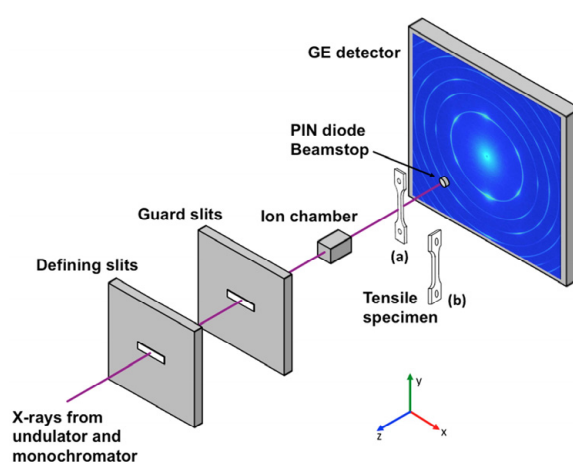 GE detector
PIN diode
Beamstop
Guard slits
Ion chamber
Defining slits
(a)
(b)
Tensile
specimen
X-rays from
undulator and
monochromator
y
z
x